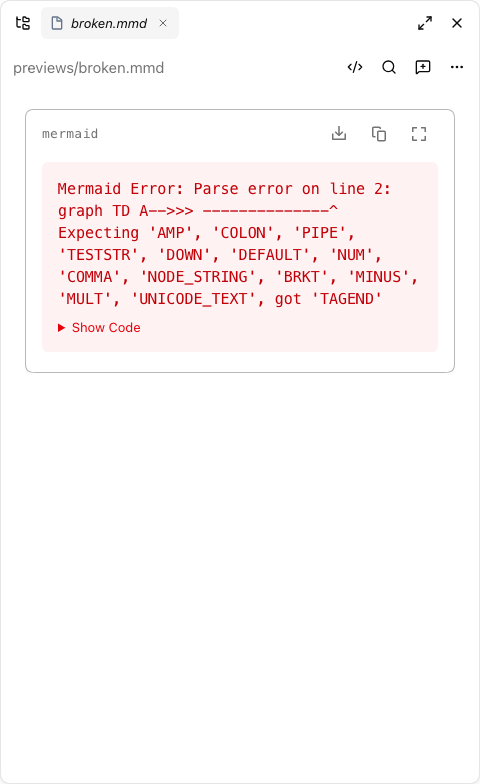 broken.mmd
previews/broken.mmd
mermaid
Mermaid Error: Parse error on line 2:
graph TD A-->>> --------------^
Expecting 'AMP', 'COLON', 'PIPE',
'TESTSTR', 'DOWN', 'DEFAULT', 'NUM',
'COMMA', 'NODE_STRING', 'BRKT', 'MINUS',
'MULT', 'UNICODE_TEXT', got 'TAGEND'
Show Code